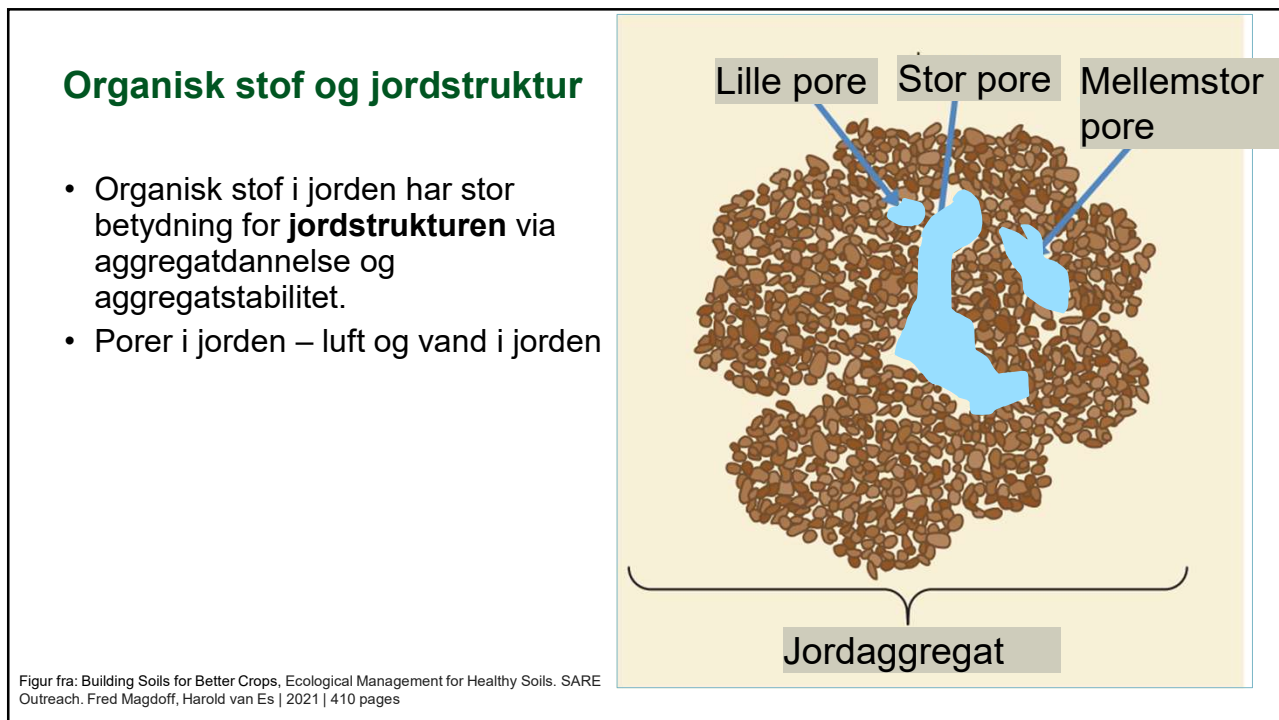 Organisk stof og jordstruktur
• Organisk stof i jorden har stor
betydning for jordstrukturen via
aggregatdannelse og
aggregatstabilitet.
• Porer i jorden – luft og vand i jorden
Figur fra: Building Soils for Better Crops, Ecological Management for Healthy Soils. SARE
Outreach. Fred Magdoff, Harold van Es | 2021 | 410 pages
Lille pore
Stor pore
Mellemstor
pore
Jordaggregat